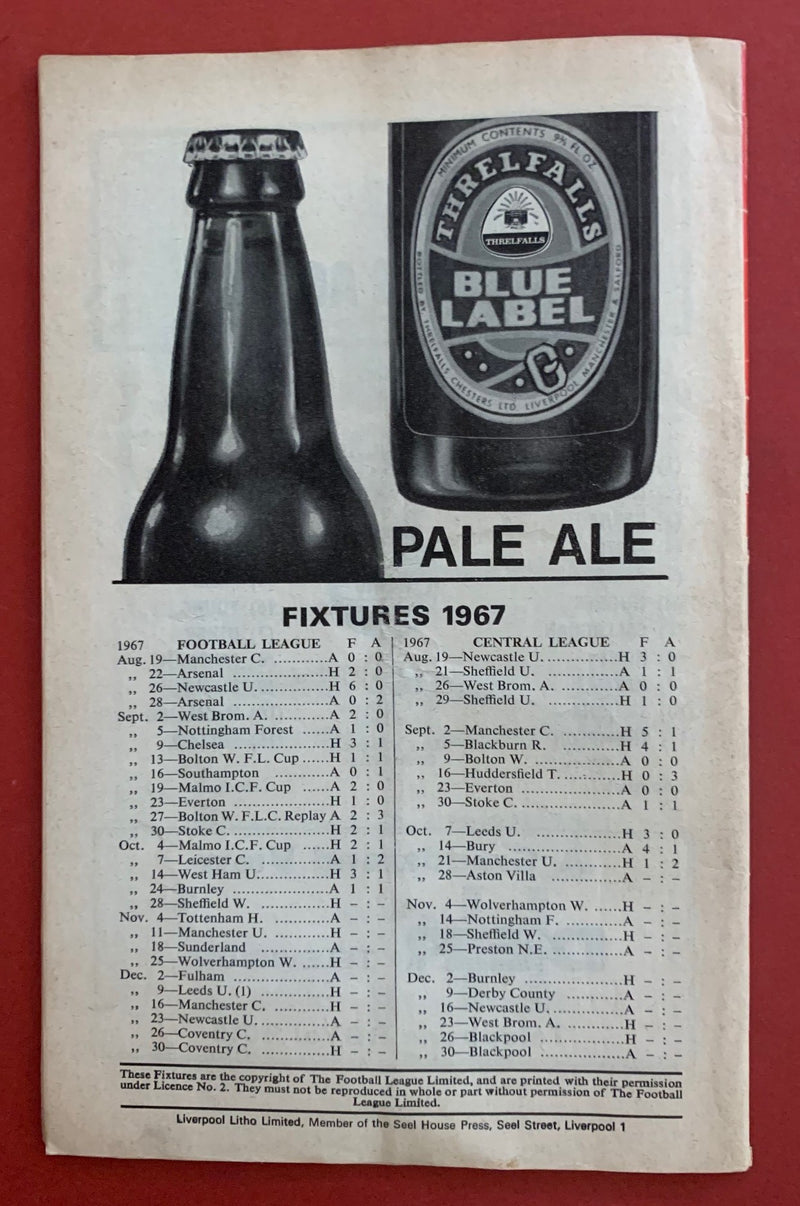 MINIMUM CONTENTS 9⅔ FL OZ
THRELFALLS
THRELFALLS
BLUE
LABEL
BOTTLED BY THRELFALLS CHESTERS LTD LIVERPOOL MANCHESTER & SALFORD
PALE ALE
FIXTURES 1967
1967 FOOTBALL LEAGUE F A
Aug. 19—Manchester C. ............A 0 : 0
,, 22—Arsenal ..................H 2 : 0
,, 26—Newcastle U. ..............H 6 : 0
,, 28—Arsenal ..................A 0 : 2
Sept. 2—West Brom. A. ............A 2 : 0
,, 5—Nottingham Forest ......A 1 : 0
,, 9—Chelsea ..................H 3 : 1
,, 13—Bolton W. F.L. Cup ......H 1 : 1
,, 16—Southampton ............A 0 : 1
,, 19—Malmo I.C.F. Cup ......A 2 : 0
,, 23—Everton ..................H 1 : 0
,, 27—Bolton W. F.L.C. Replay A 2 : 3
,, 30—Stoke C. ..................H 2 : 1
Oct. 4—Malmo I.C.F. Cup ......H 2 : 1
,, 7—Leicester C. ............A 1 : 2
,, 14—West Ham U. ............H 3 : 1
,, 24—Burnley ..................A 1 : 1
,, 28—Sheffield W. ............H – : –
Nov. 4—Tottenham H. ............A – : –
,, 11—Manchester U. ............H – : –
,, 18—Sunderland ............A – : –
,, 25—Wolverhampton W. ......H – : –
Dec. 2—Fulham ..................A – : –
,, 9—Leeds U. (1) ............H – : –
,, 16—Manchester C. ............H – : –
,, 23—Newcastle U. ............A – : –
,, 26—Coventry C. ............A – : –
,, 30—Coventry C. ............H – : –
1967 CENTRAL LEAGUE F A
Aug. 19—Newcastle U. ............H 3 : 0
,, 21—Sheffield U. ............A 1 : 1
,, 26—West Brom. A. ............A 0 : 0
,, 29—Sheffield U. ............H 1 : 0
Sept. 2—Manchester C. ............H 5 : 1
,, 5—Blackburn R. ............H 4 : 1
,, 9—Bolton W. ..................A 0 : 0
,, 16—Huddersfield T. ............H 0 : 3
,, 23—Everton ..................A 0 : 0
,, 30—Stoke C. ..................A 1 : 1
Oct. 7—Leeds U. ..................H 3 : 0
,, 14—Bury ..................A 4 : 1
,, 21—Manchester U. ............H 1 : 2
,, 28—Aston Villa ............A – : –
Nov. 4—Wolverhampton W. ......H – : –
,, 14—Nottingham F. ............A – : –
,, 18—Sheffield W. ............H – : –
,, 25—Preston N.E. ............A – : –
Dec. 2—Burnley ..................H – : –
,, 9—Derby County ............A – : –
,, 16—Newcastle U. ............A – : –
,, 23—West Brom. A. ............H – : –
,, 26—Blackpool ..................H – : –
,, 30—Blackpool ..................A – : –
These Fixtures are the copyright of The Football League Limited, and are printed with their permission
under Licence No. 2. They must not be reproduced in whole or part without permission of The Football
League Limited.
Liverpool Litho Limited, Member of the Seel House Press, Seel Street, Liverpool 1